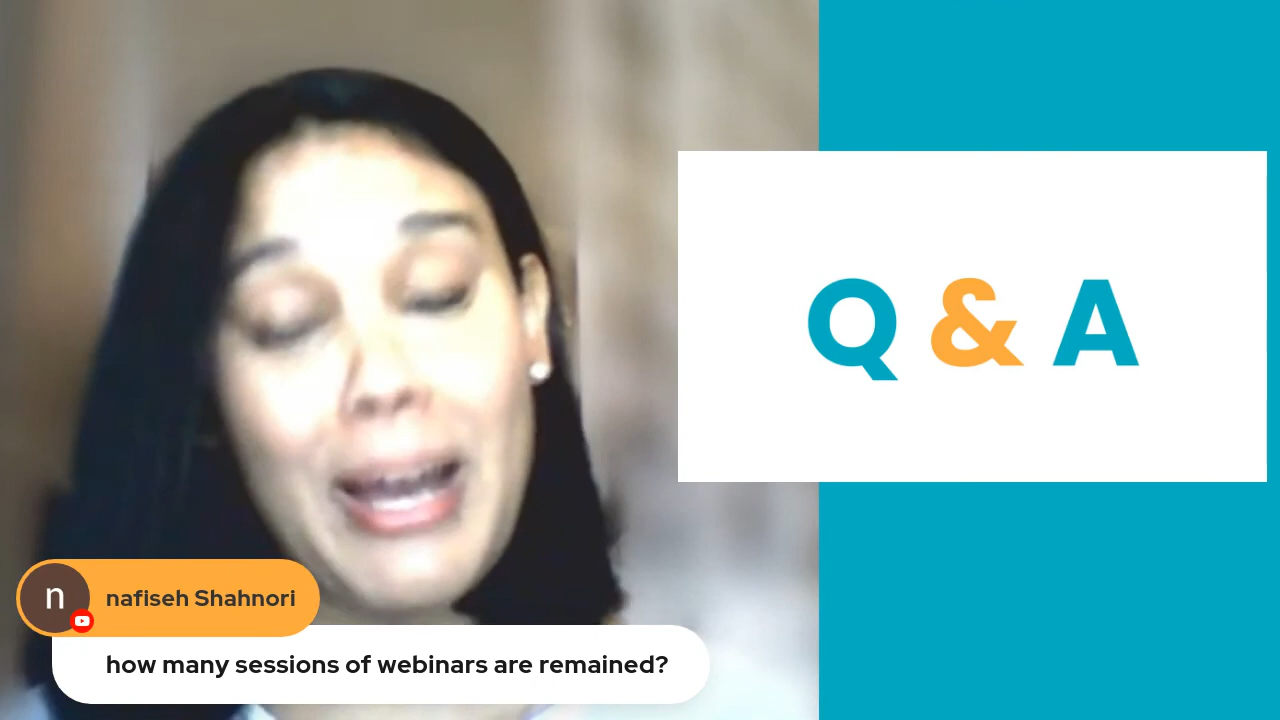 Q & A
n
nafiseh Shahnori
how many sessions of webinars are remained?